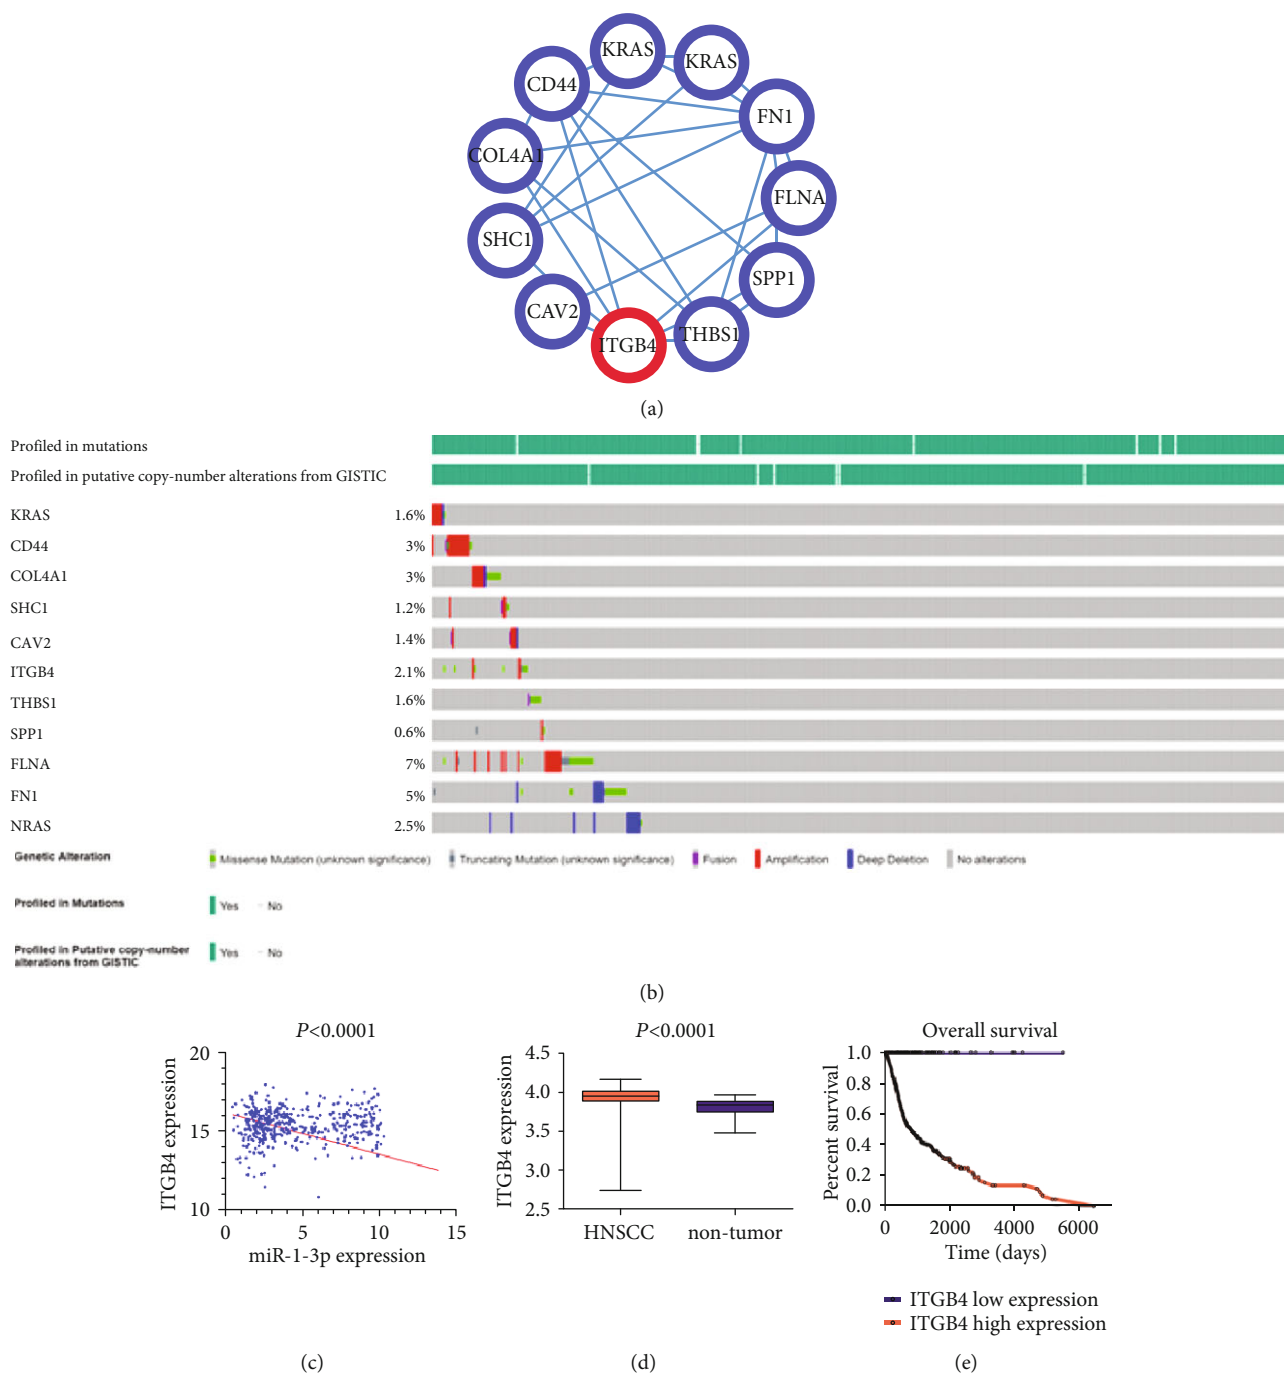 KRAS
KRAS
CD44
FN1
COL4A1
FLNA
SHC1
SPP1
CAV2
THBS1
ITGB4
(a)
Profiled in mutations
Profiled in putative copy-number alterations from GISTIC
KRAS 1.6%
CD44 3%
COL4A1 3%
SHC1 1.2%
CAV2 1.4%
ITGB4 2.1%
THBS1 1.6%
SPP1 0.6%
FLNA 7%
FN1 5%
NRAS 2.5%
Genetic Alteration Missense Mutation (unknown significance) Truncating Mutation (unknown significance) Fusion Amplification Deep Deletion No alterations
Profiled in Mutations Yes No
Profiled in Putative copy-number
alterations from GISTIC Yes No
(b)
P<0.0001
ITGB4 expression
20
15
10
0 5 10 15
miR-1-3p expression
(c)
P<0.0001
ITGB4 expression
4.5
4.0
3.5
3.0
2.5
HNSCC non-tumor
(d)
Overall survival
Percent survival
1.0
0.8
0.6
0.4
0.2
0.0
0 2000 4000 6000
Time (days)
ITGB4 low expression
ITGB4 high expression
(e)